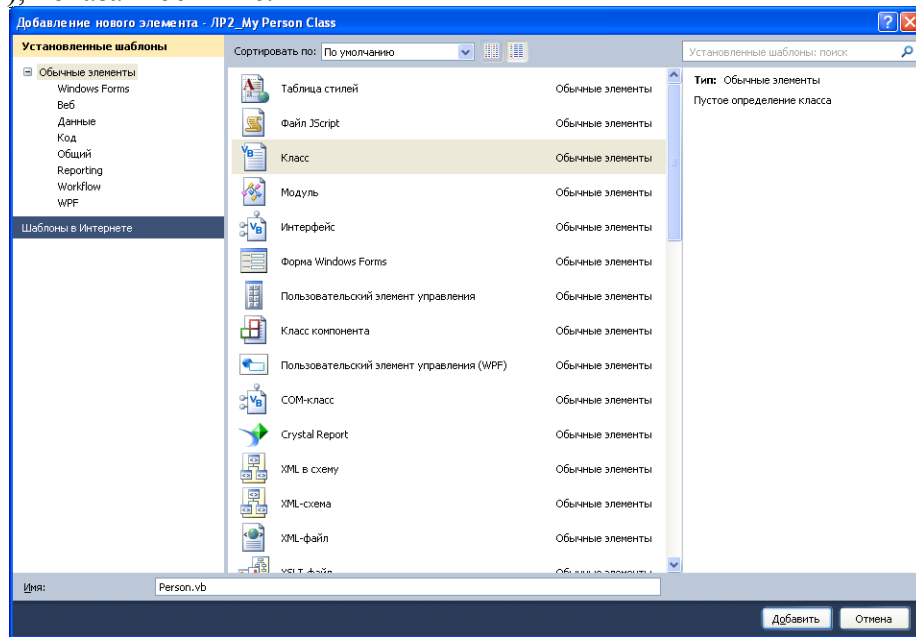 Добавление нового элемента - ЛР2_My Person Class
Установленные шаблоны
Сортировать по: По умолчанию
Установленные шаблоны: поиск
Обычные элементы
Windows Forms
Веб
Данные
Код
Общий
Reporting
Workflow
WPF
Шаблоны в Интернете
Таблица стилей Обычные элементы
Файл JScript Обычные элементы
Класс Обычные элементы
Модуль Обычные элементы
Интерфейс Обычные элементы
Форма Windows Forms Обычные элементы
Пользовательский элемент управления Обычные элементы
Класс компонента Обычные элементы
Пользовательский элемент управления (WPF) Обычные элементы
COM-класс Обычные элементы
Crystal Report Обычные элементы
XML в схему Обычные элементы
XML-схема Обычные элементы
XML-файл Обычные элементы
XSLT-файл Обычные элементы
Тип: Обычные элементы
Пустое определение класса
Имя: Person.vb
Добавить Отмена